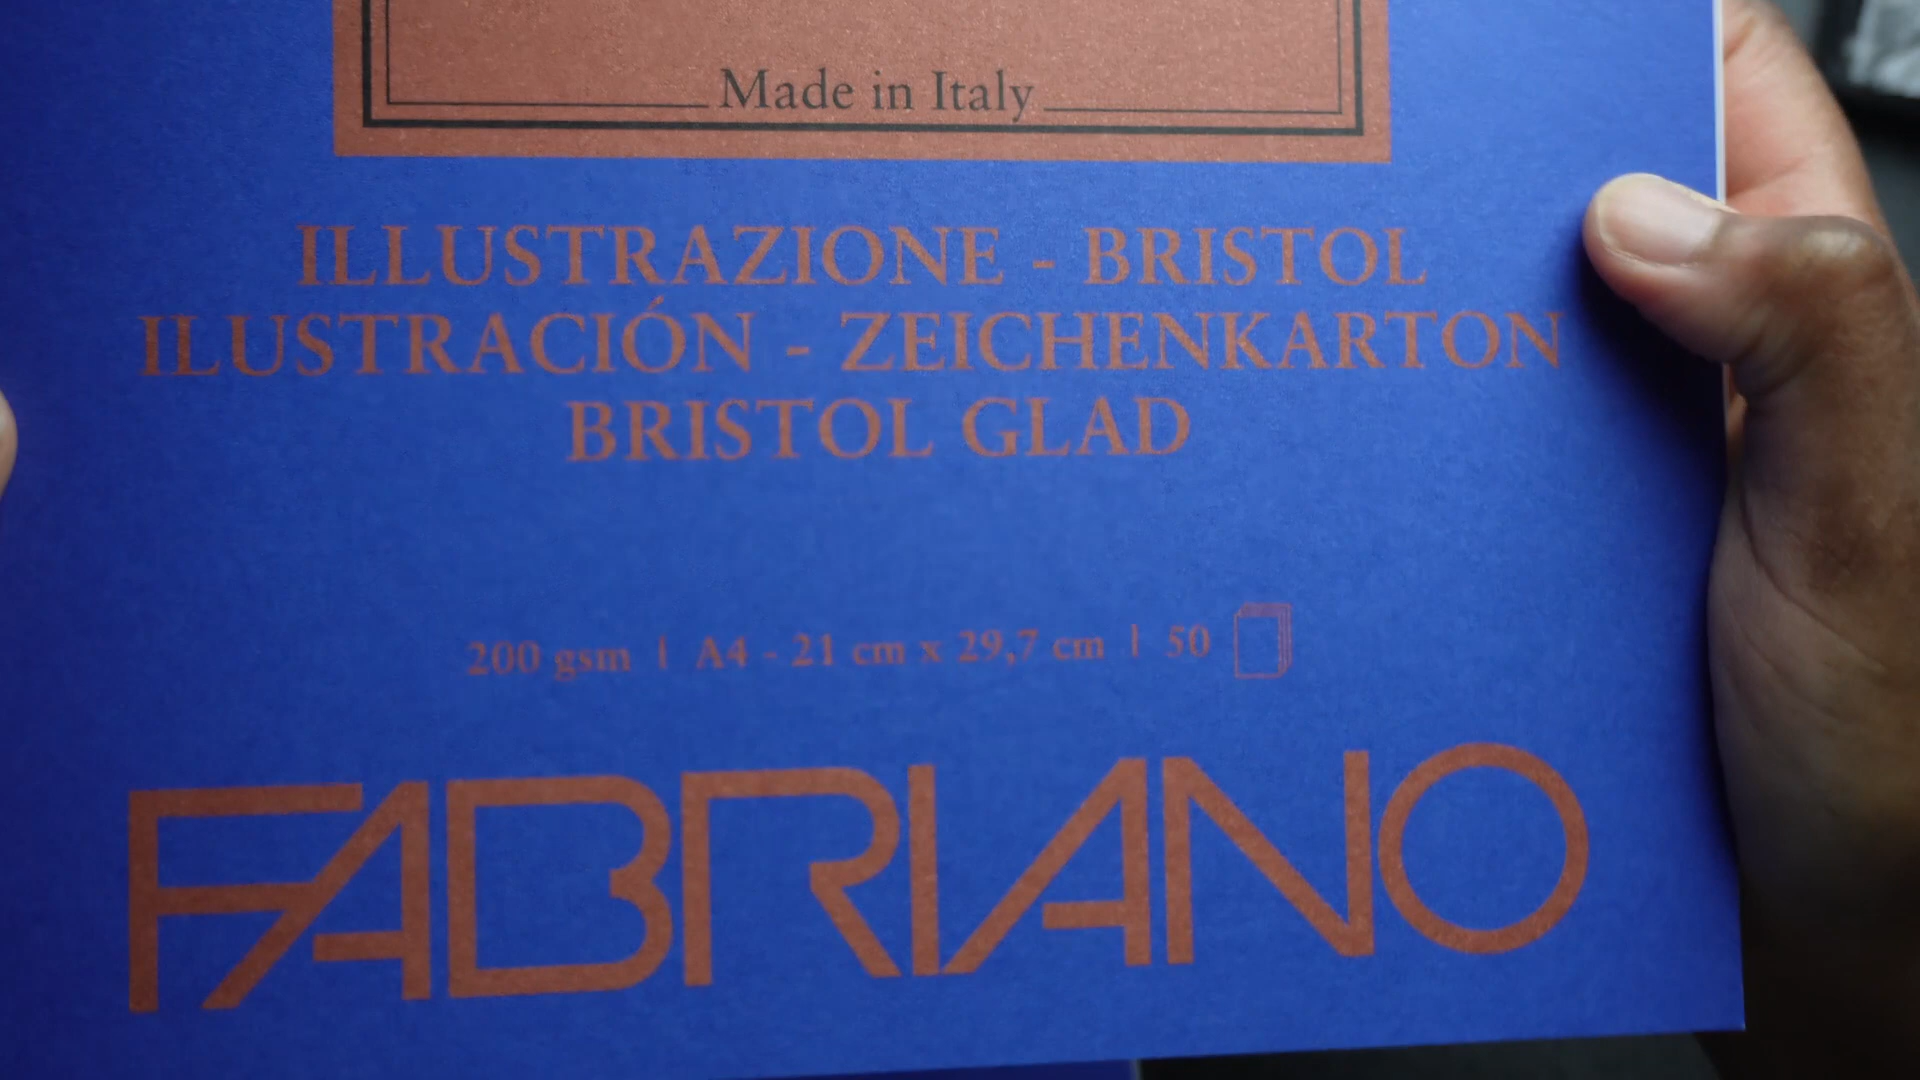 Made in Italy
ILLUSTRAZIONE - BRISTOL
ILUSTRACIÓN - ZEICHENKARTON
BRISTOL GLAD
200 gsm | A4 - 21 cm x 29,7 cm | 50
FABRIANO